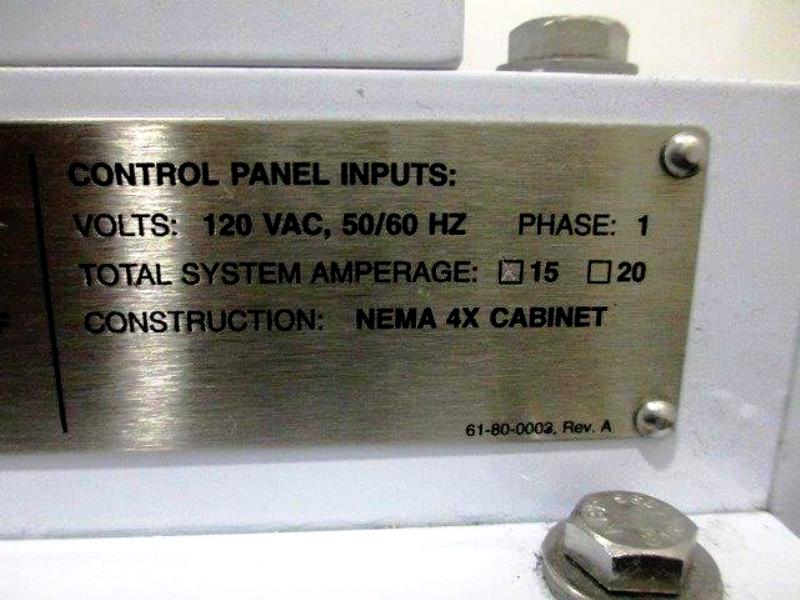 CONTROL PANEL INPUTS:
VOLTS: 120 VAC, 50/60 HZ PHASE: 1
TOTAL SYSTEM AMPERAGE: ☒ 15 ☐ 20
CONSTRUCTION: NEMA 4X CABINET
61-80-0003, Rev. A